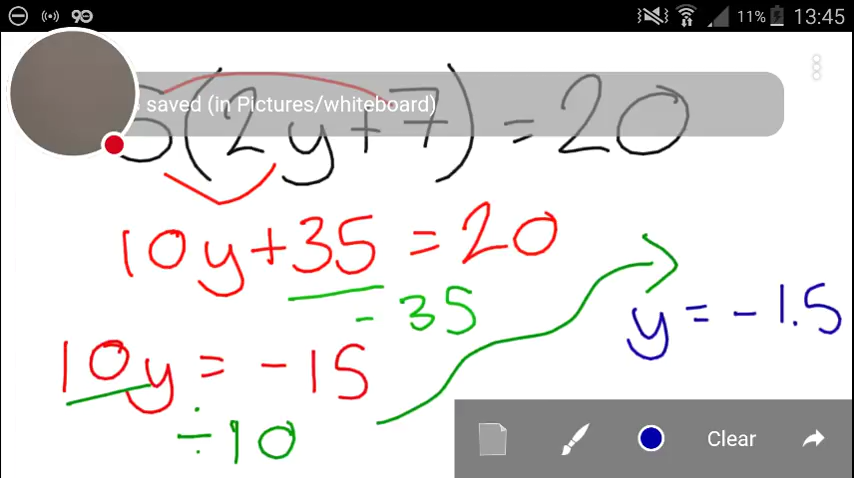 11% 13:45
s saved (in Pictures/whiteboard)
5(2y+7) = 20
10y+35 = 20
- 35
10y = -15
÷10
y = -1.5
Clear